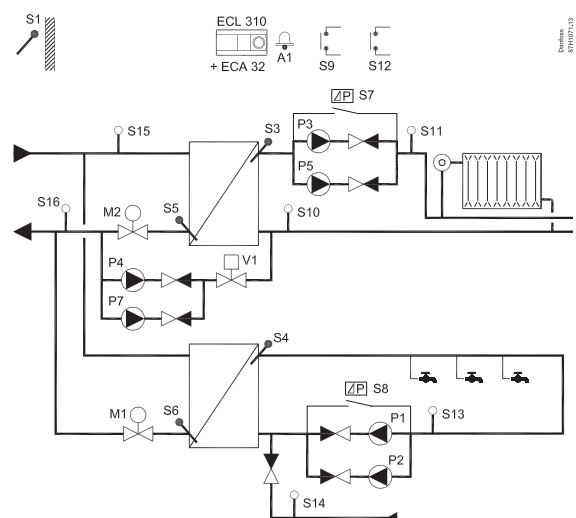 S1
ECL 310
+ ECA 32
A1
S9
S12
Danfoss
87H1071.13
P S7
S15
S3
P3
S11
P5
S16
M2
S5
S10
P4
V1
P7
S4
P S8
M1
S6
P1
S13
P2
S14